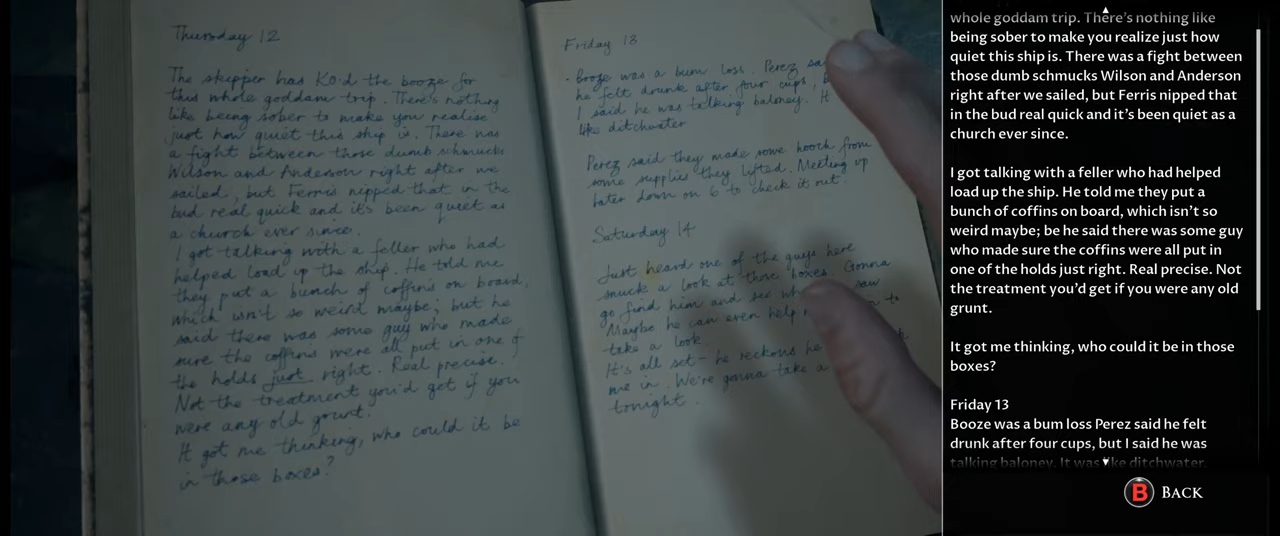 Thursday 12
The skipper has KO'd the booze for
this whole goddam trip. There's nothing
like being sober to make you realise
just how quiet this ship is. There was
a fight between those dumb schmucks
Wilson and Anderson right after we
sailed, but Ferris nipped that in the
bud real quick and it's been quiet as
a church ever since.
I got talking with a feller who had
helped load up the ship. He told me
they put a bunch of coffins on board,
which isn't so weird maybe; but he
said there was some guy who made
sure the coffins were all put in one of
the holds just right. Real precise.
Not the treatment you'd get if you
were any old grunt.
It got me thinking, who could it be
in those boxes?
Friday 13
Booze was a bum loss. Perez
he felt drunk after four cups,
I said he was talking baloney. It
like ditchwater
Perez said they made some hooch from
some supplies they lifted. Meeting up
later down on 6 to check it out.
Saturday 14
Just heard one of the guys here
snuck a look at those boxes. Gonna
go find him and see saw
Maybe he can even help to
take a look
It's all set - he reckons he
me in. We're gonna take a
tonight.
whole goddam trip. There's nothing like
being sober to make you realize just how
quiet this ship is. There was a fight between
those dumb schmucks Wilson and Anderson
right after we sailed, but Ferris nipped that
in the bud real quick and it's been quiet as a
church ever since.
I got talking with a feller who had helped
load up the ship. He told me they put a
bunch of coffins on board, which isn't so
weird maybe; be he said there was some guy
who made sure the coffins were all put in
one of the holds just right. Real precise. Not
the treatment you'd get if you were any old
grunt.
It got me thinking, who could it be in those
boxes?
Friday 13
Booze was a bum loss Perez said he felt
drunk after four cups, but I said he was
talking baloney. It was like ditchwater.
B BACK